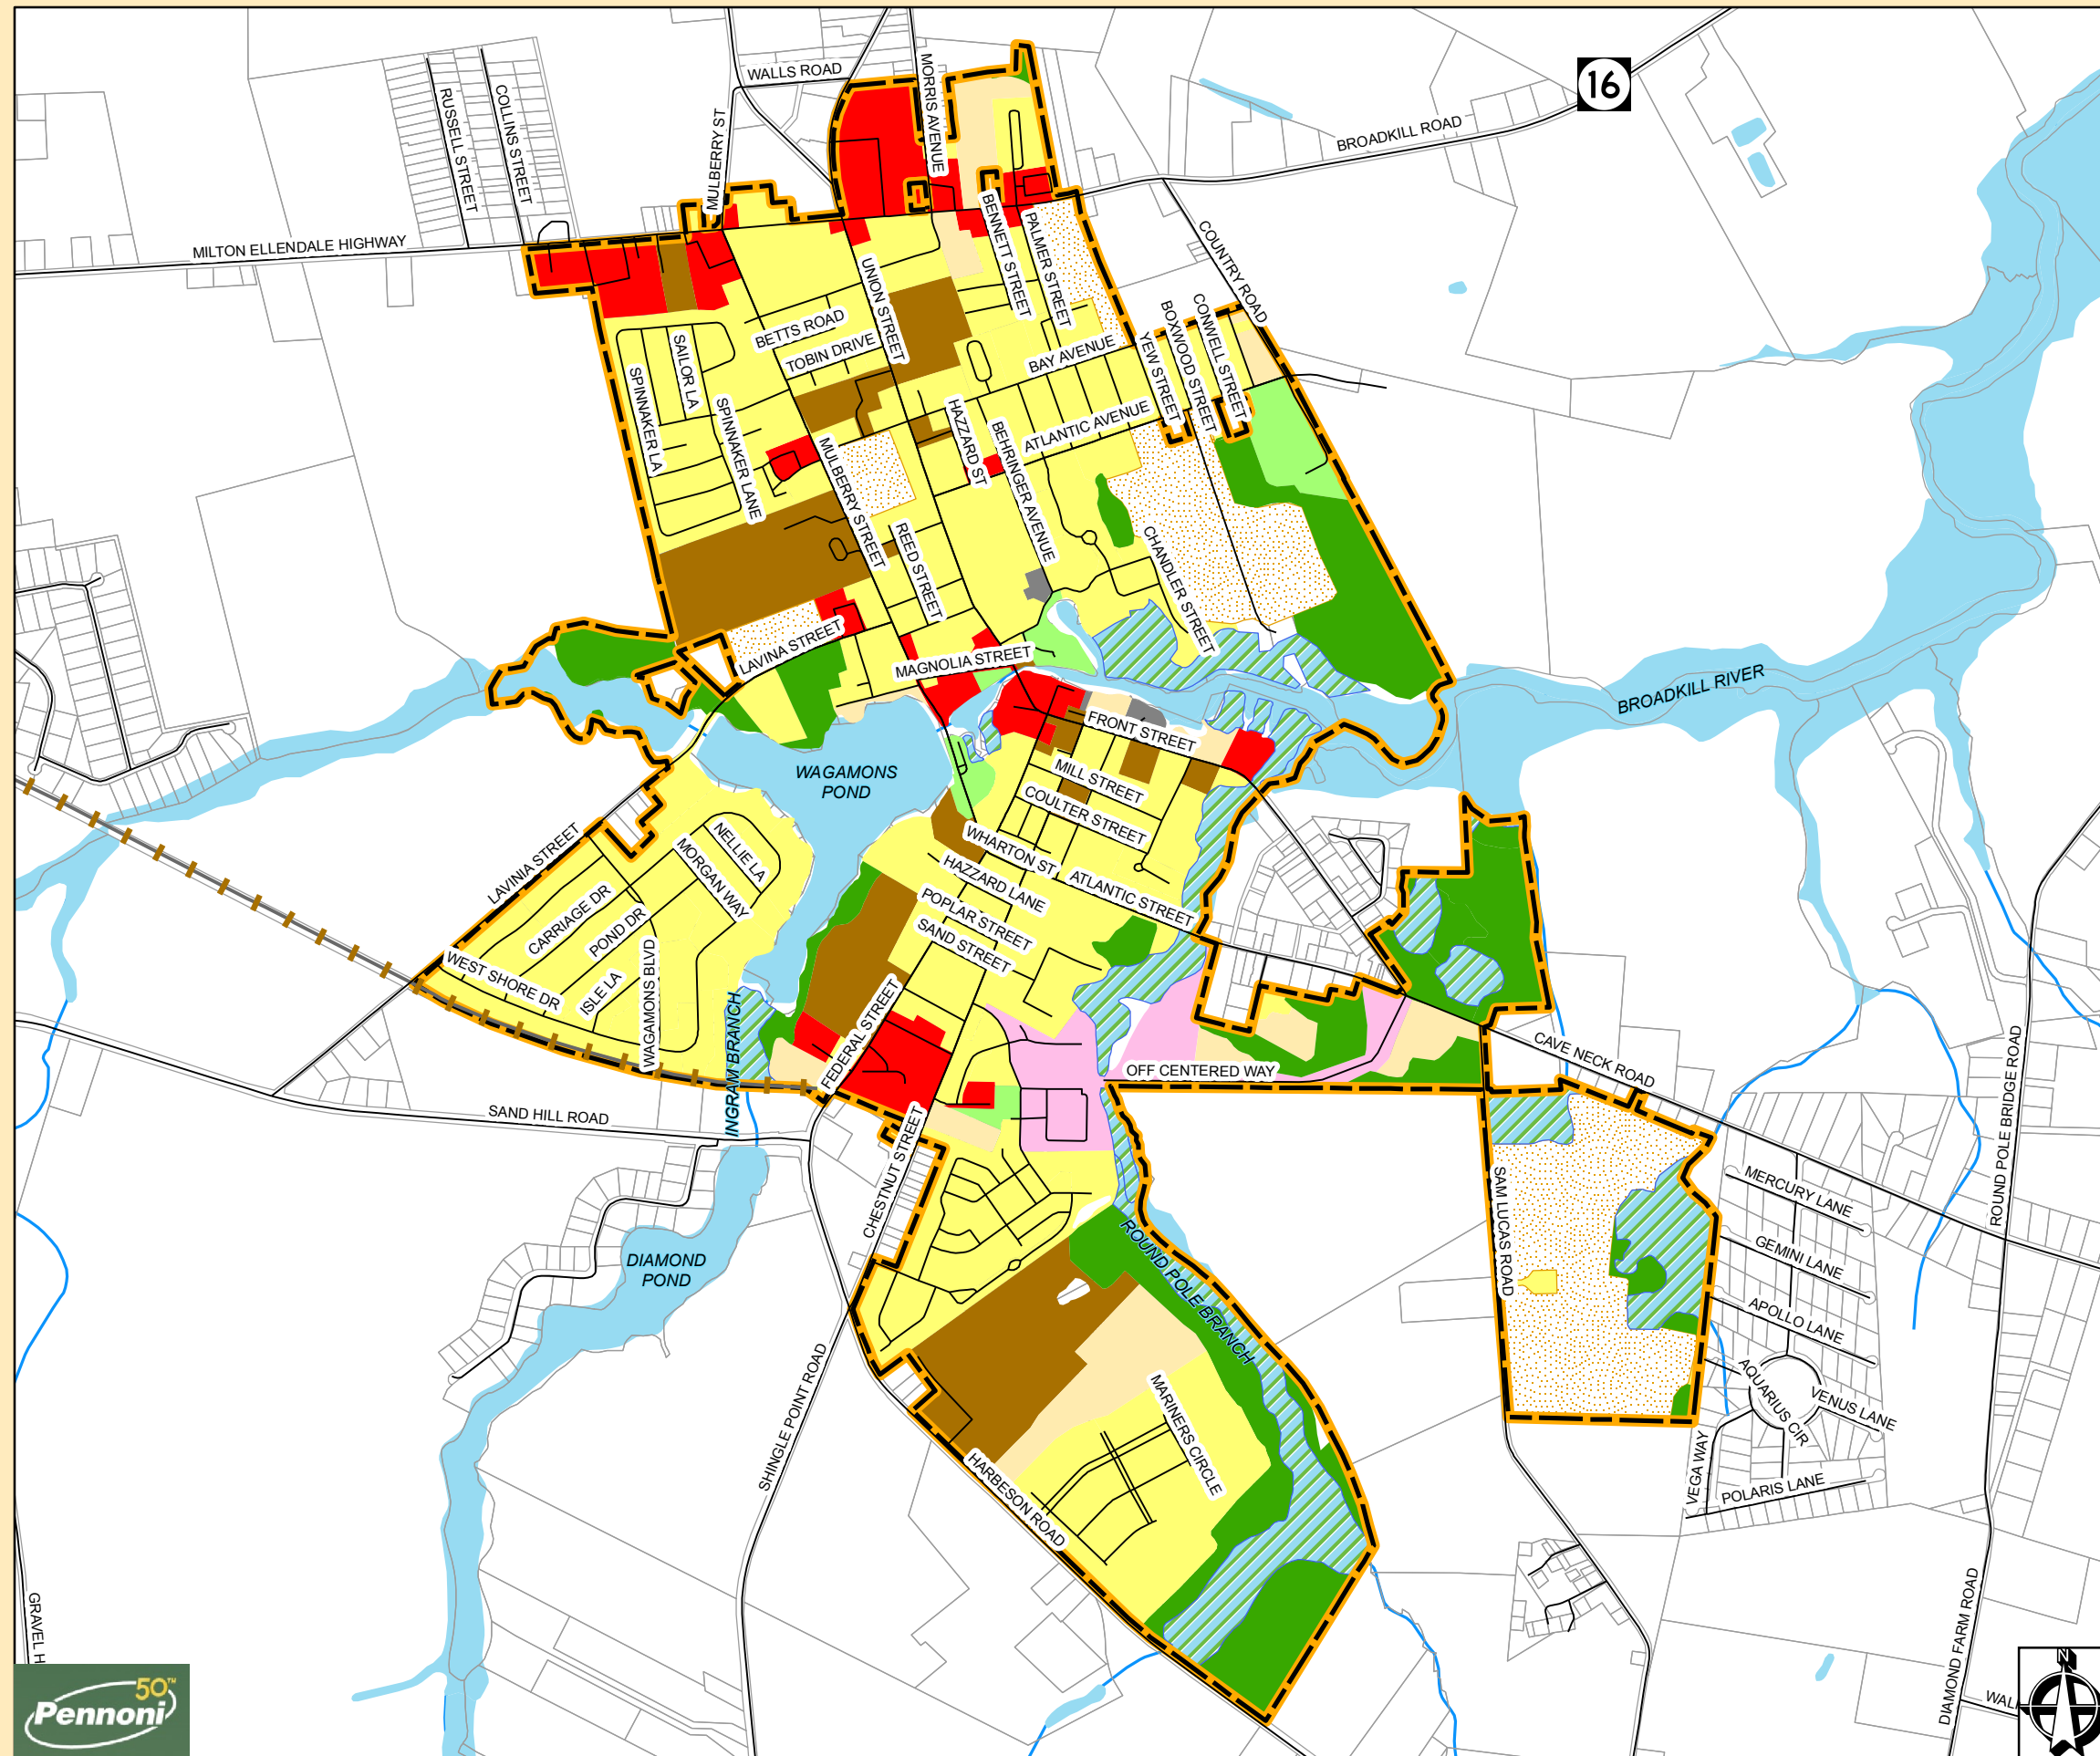 WALLS ROAD
MORRIS AVENUE
16
RUSSELL STREET
COLLINS STREET
MULBERRY ST
BROADKILL ROAD
MILTON ELLENDALE HIGHWAY
BENNETT STREET
PALMER STREET
COUNTRY ROAD
UNION STREET
BETTS ROAD
TOBIN DRIVE
BAY AVENUE
YEW STREET
BOXWOOD STREET
CONWELL STREET
SPINNAKER LA
SAILOR LA
SPINNAKER LANE
HAZZARD ST
BEHRINGER AVENUE
ATLANTIC AVENUE
MULBERRY STREET
REED STREET
CHANDLER STREET
LAVINA STREET
MAGNOLIA STREET
BROADKILL RIVER
FRONT STREET
WAGAMONS
POND
MILL STREET
COULTER STREET
LAVINIA STREET
NELLIE LA
MORGAN WAY
WHARTON ST
HAZZARD LANE
ATLANTIC STREET
CARRIAGE DR
POND DR
POPLAR STREET
SAND STREET
WEST SHORE DR
ISLE LA
WAGAMONS BLVD
INGRAM BRANCH
FEDERAL STREET
OFF CENTERED WAY
CAVE NECK ROAD
ROUND POLE BRIDGE ROAD
SAND HILL ROAD
CHESTNUT STREET
SAM LUCAS ROAD
MERCURY LANE
GEMINI LANE
DIAMOND
POND
ROUND POLE BRANCH
APOLLO LANE
SHINGLE POINT ROAD
MARINERS CIRCLE
AQUARIUS CIR
VENUS LANE
HARBESON ROAD
VEGA WAY
POLARIS LANE
GRAVEL H
DIAMOND FARM ROAD
N
WAL
50™
Pennoni